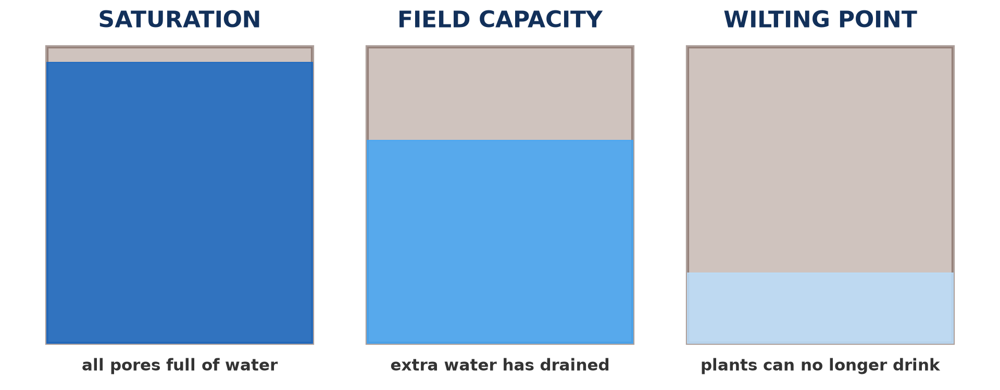 SATURATION
FIELD CAPACITY
WILTING POINT
all pores full of water
extra water has drained
plants can no longer drink